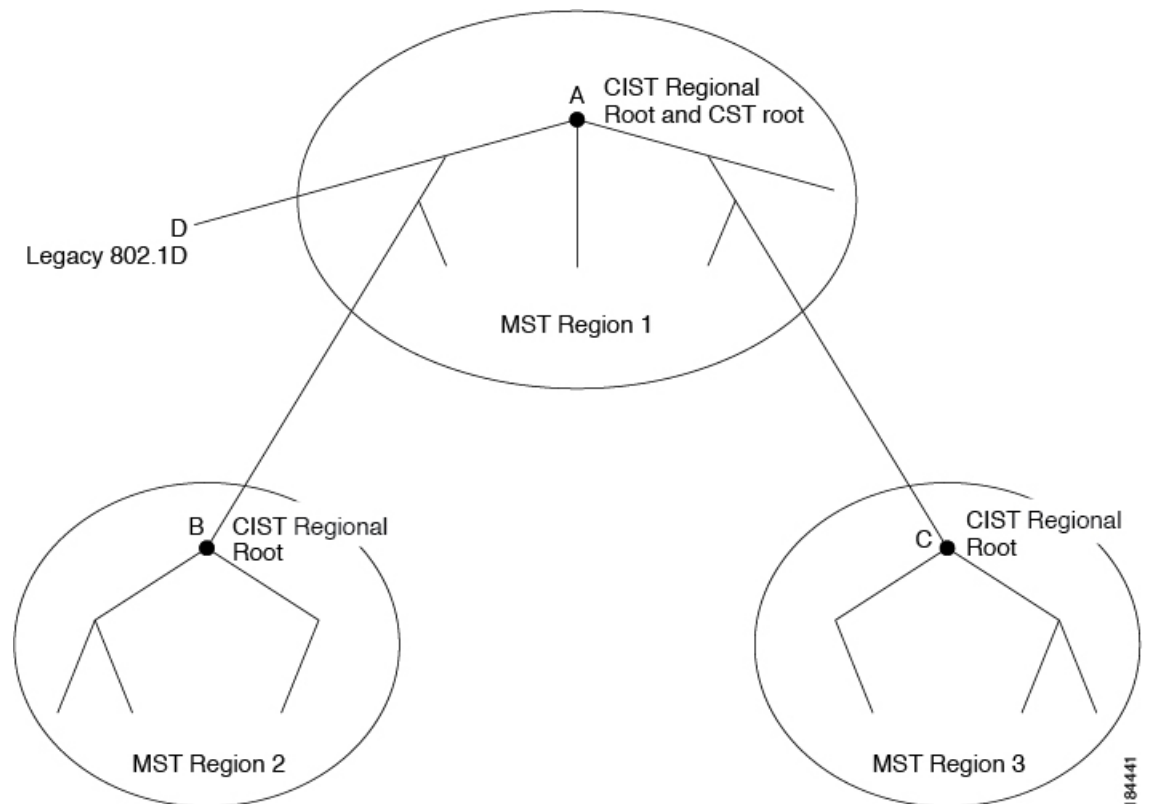 A
CIST Regional
Root and CST root
D
Legacy 802.1D
MST Region 1
B
CIST Regional
Root
C
CIST Regional
Root
MST Region 2
MST Region 3
84441